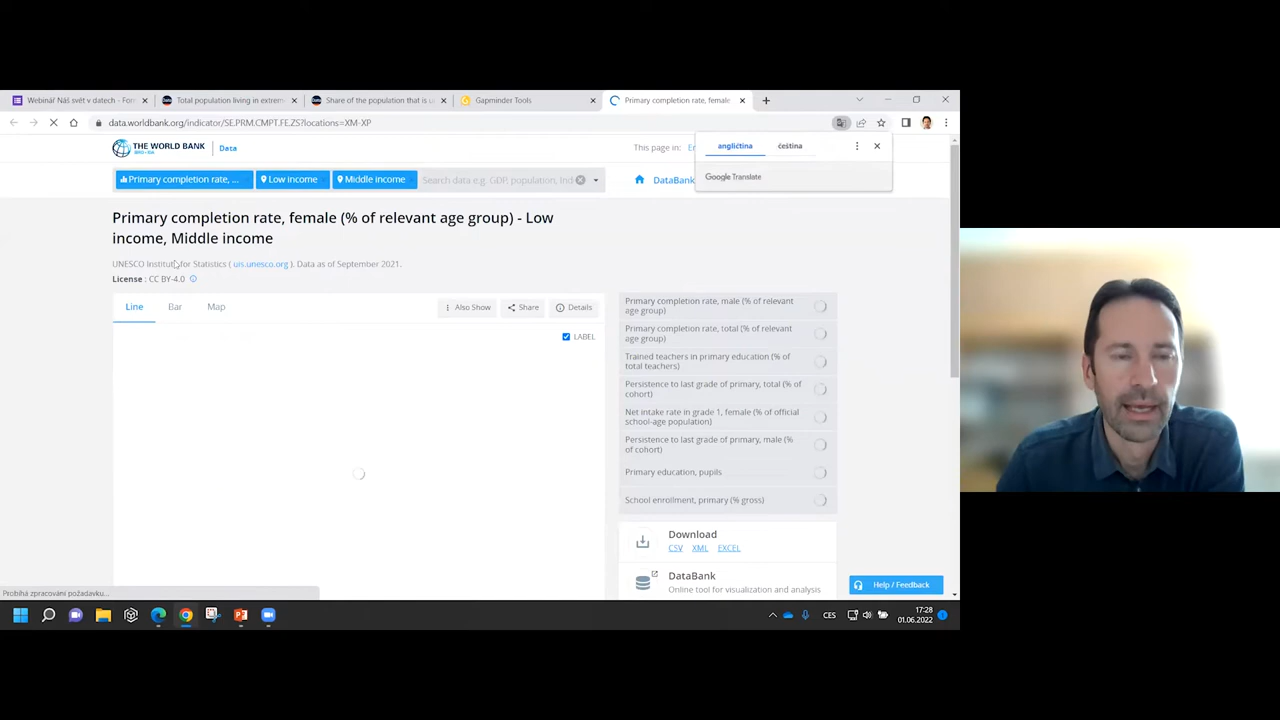 Webinář Náš svět v datech - For
Total population living in extrem
Share of the population that is u
Gapminder Tools
Primary completion rate, female
data.worldbank.org/indicator/SE.PRM.CMPT.FE.ZS?locations=XM-XP
THE WORLD BANK
IBRD • IDA
Data
This page in:
En
angličtina
čeština
Google Translate
Primary completion rate, ...
Low income
Middle income
Search data e.g. GDP, population, Ind
DataBank
Primary completion rate, female (% of relevant age group) - Low
income, Middle income
UNESCO Institute for Statistics ( uis.unesco.org ). Data as of September 2021.
License : CC BY-4.0
Line
Bar
Map
Also Show
Share
Details
LABEL
Primary completion rate, male (% of relevant
age group)
Primary completion rate, total (% of relevant
age group)
Trained teachers in primary education (% of
total teachers)
Persistence to last grade of primary, total (% of
cohort)
Net intake rate in grade 1, female (% of official
school-age population)
Persistence to last grade of primary, male (%
of cohort)
Primary education, pupils
School enrollment, primary (% gross)
Download
CSV XML EXCEL
DataBank
Online tool for visualization and analysis
Help / Feedback
Probíhá zpracování požadavku...
CES
17:28
01.06.2022